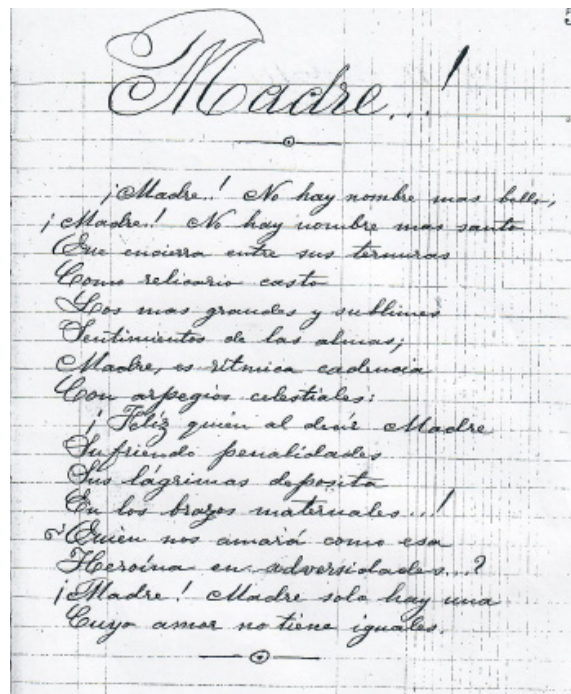 Madre...!
¡Madre..! No hay nombre mas bello,
¡Madre..! No hay nombre mas santo
Que encierra entre sus ternuras
Como relicario casto
Los mas grandes y sublimes
Sentimientos de las almas;
Madre, es rítmica cadencia
Con arpegios celestiales:
¡Feliz quien al decir Madre
Sufriendo penalidades
Sus lágrimas deposita
En los brazos maternales...!
¿Quien nos amará como esa
Heroína en adversidades...?
¡Madre! Madre solo hay una
Cuyo amor no tiene iguales.